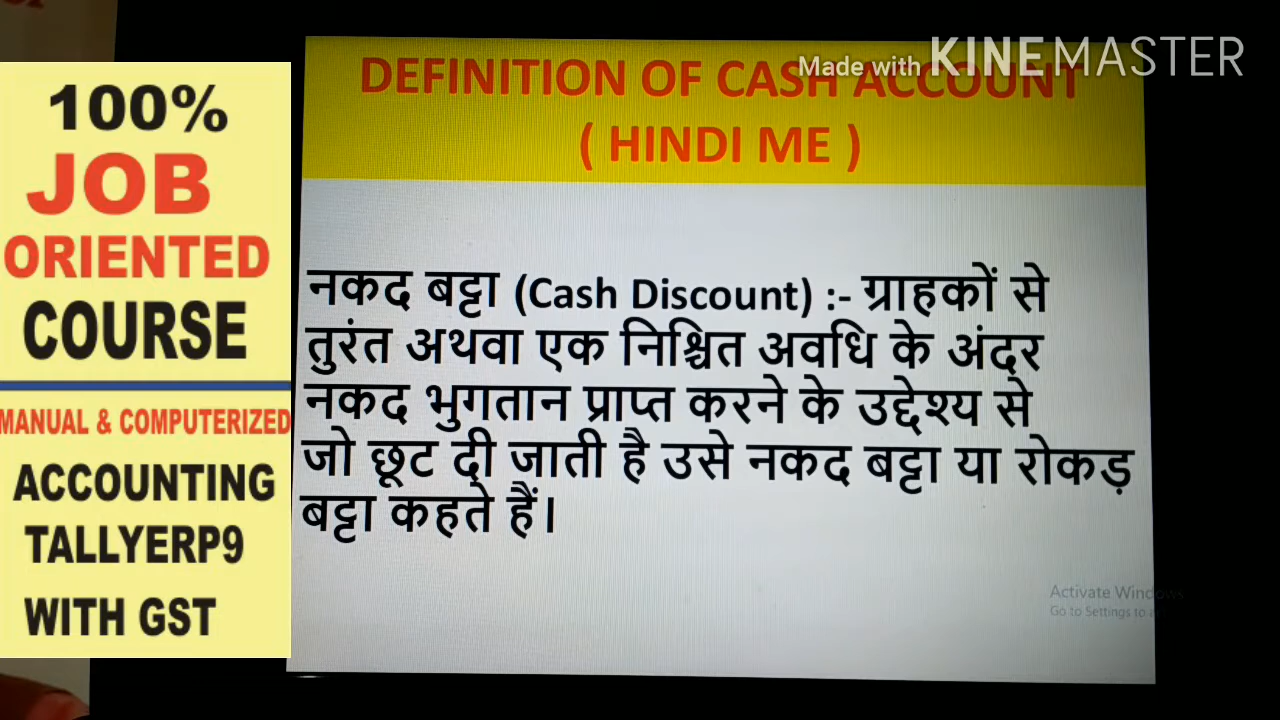 100%
JOB
ORIENTED
COURSE
MANUAL & COMPUTERIZED
ACCOUNTING
TALLYERP9
WITH GST
Made with KINEMASTER
DEFINITION OF CASH ACCOUNT
( HINDI ME )
नकद बट्टा (Cash Discount) :- ग्राहकों से
तुरंत अथवा एक निश्चित अवधि के अंदर
नकद भुगतान प्राप्त करने के उद्देश्य से
जो छूट दी जाती है उसे नकद बट्टा या रोकड़
बट्टा कहते हैं।
Activate Windows
Go to Settings to